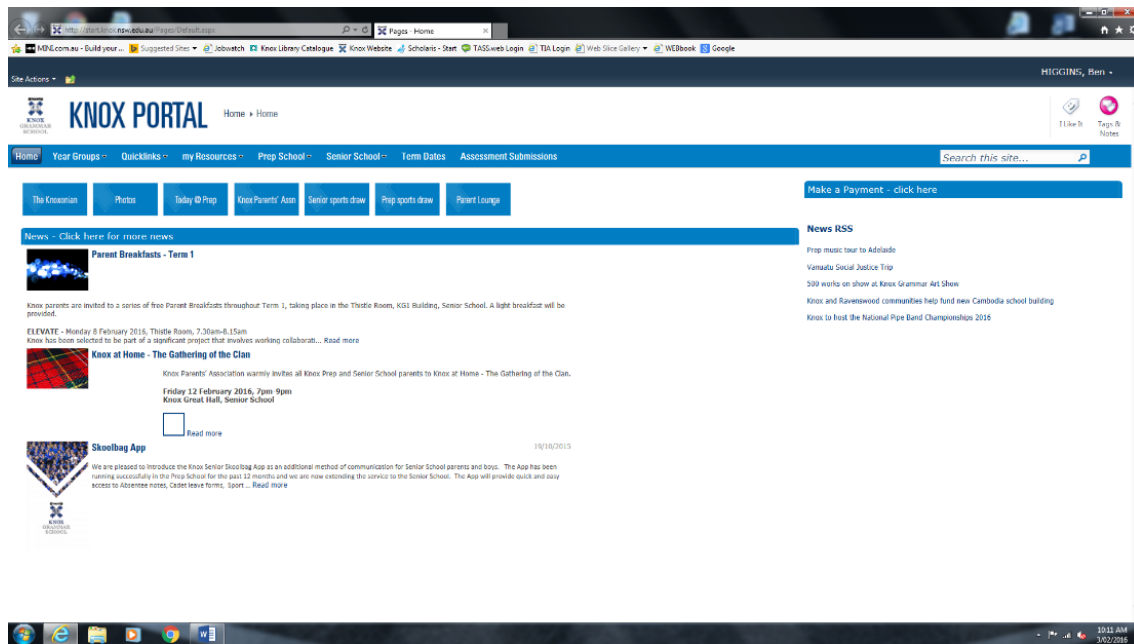 http://start.knox.nsw.edu.au/Pages/Default.aspx
Pages - Home
MINI.com.au - Build your ... Suggested Sites Jobwatch Knox Library Catalogue Knox Website Scholaris - Start TASS.web Login TIA Login Web Slice Gallery WEBbook Google
Site Actions
HIGGINS, Ben
KNOX GRAMMAR SCHOOL
KNOX PORTAL
Home Home
I Like It
Tags & Notes
Home Year Groups Quicklinks my Resources Prep School Senior School Term Dates Assessment Submissions
Search this site...
The Knoxonian Photos Today @ Prep Knox Parents' Assn Senior sports draw Prep sports draw Parent Lounge
Make a Payment - click here
News - Click here for more news
Parent Breakfasts - Term 1
Knox parents are invited to a series of free Parent Breakfasts throughout Term 1, taking place in the Thistle Room, KG1 Building, Senior School. A light breakfast will be
provided.
ELEVATE - Monday 8 February 2016, Thistle Room, 7.30am-8.15am
Knox has been selected to be part of a significant project that involves working collaborati... Read more
Knox at Home - The Gathering of the Clan
Knox Parents' Association warmly invites all Knox Prep and Senior School parents to Knox at Home - The Gathering of the Clan.
Friday 12 February 2016, 7pm-9pm
Knox Great Hall, Senior School
Read more
Skoolbag App
19/10/2015
We are pleased to introduce the Knox Senior Skoolbag App as an additional method of communication for Senior School parents and boys. The App has been
running successfully in the Prep School for the past 12 months and we are now extending the service to the Senior School. The App will provide quick and easy
access to Absentee notes, Cadet leave forms, Sport ... Read more
KNOX
GRAMMAR
SCHOOL
News RSS
Prep music tour to Adelaide
Vanuatu Social Justice Trip
500 works on show at Knox Grammar Art Show
Knox and Ravenswood communities help fund new Cambodia school building
Knox to host the National Pipe Band Championships 2016
10:11 AM
3/02/2016